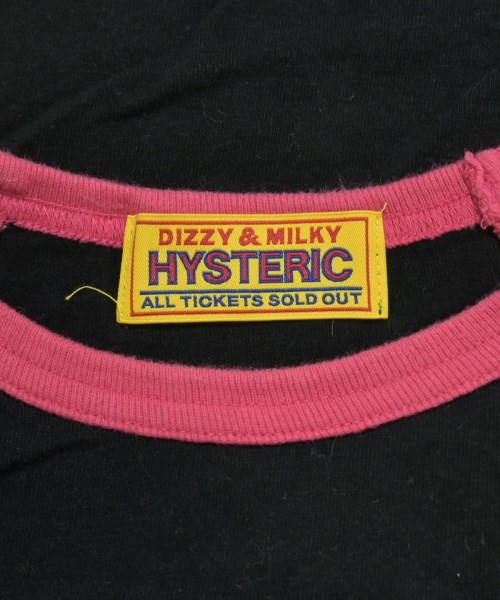 DIZZY & MILKY
HYSTERIC
ALL TICKETS SOLD OUT